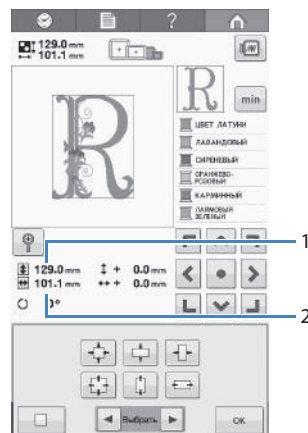 ?
129.0 mm
101.1 mm
R
R
min
ЦВЕТ ЛАТУНИ
ЛАВАНДОВЫЙ
СИРЕНЕВЫЙ
ОРАНЖЕВО-
РОЗОВЫЙ
КАРМИННЫЙ
ЛАЙМОВЫЙ
ЗЕЛЕНЫЙ
129.0 mm + 0.0 mm
101.1 mm + 0.0 mm
0°
1
2
Выбрать
OK